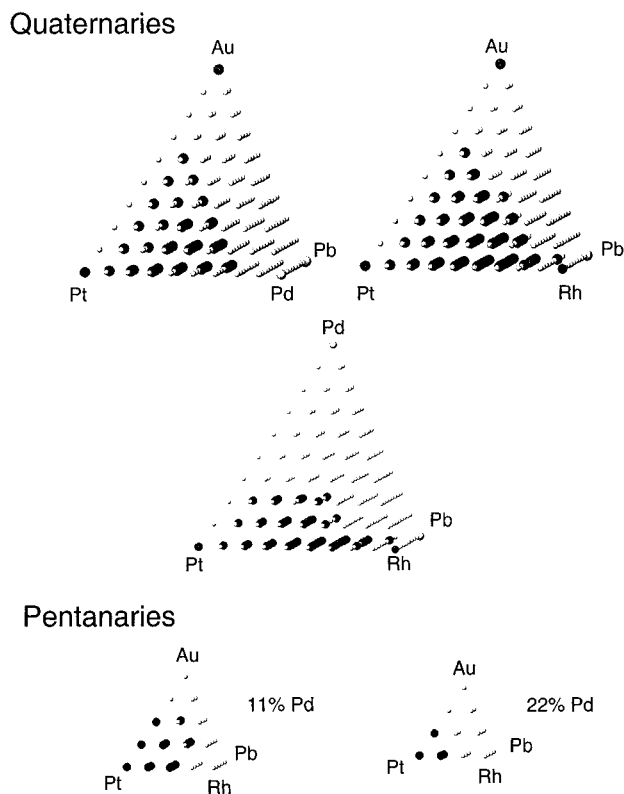 Quaternaries
Au
Au
Pb
Pb
Pt
Pd
Pt
Rh
Pd
Pb
Pt
Rh
Pentanaries
Au
Au
11% Pd
22% Pd
Pb
Pb
Pt
Rh
Pt
Rh